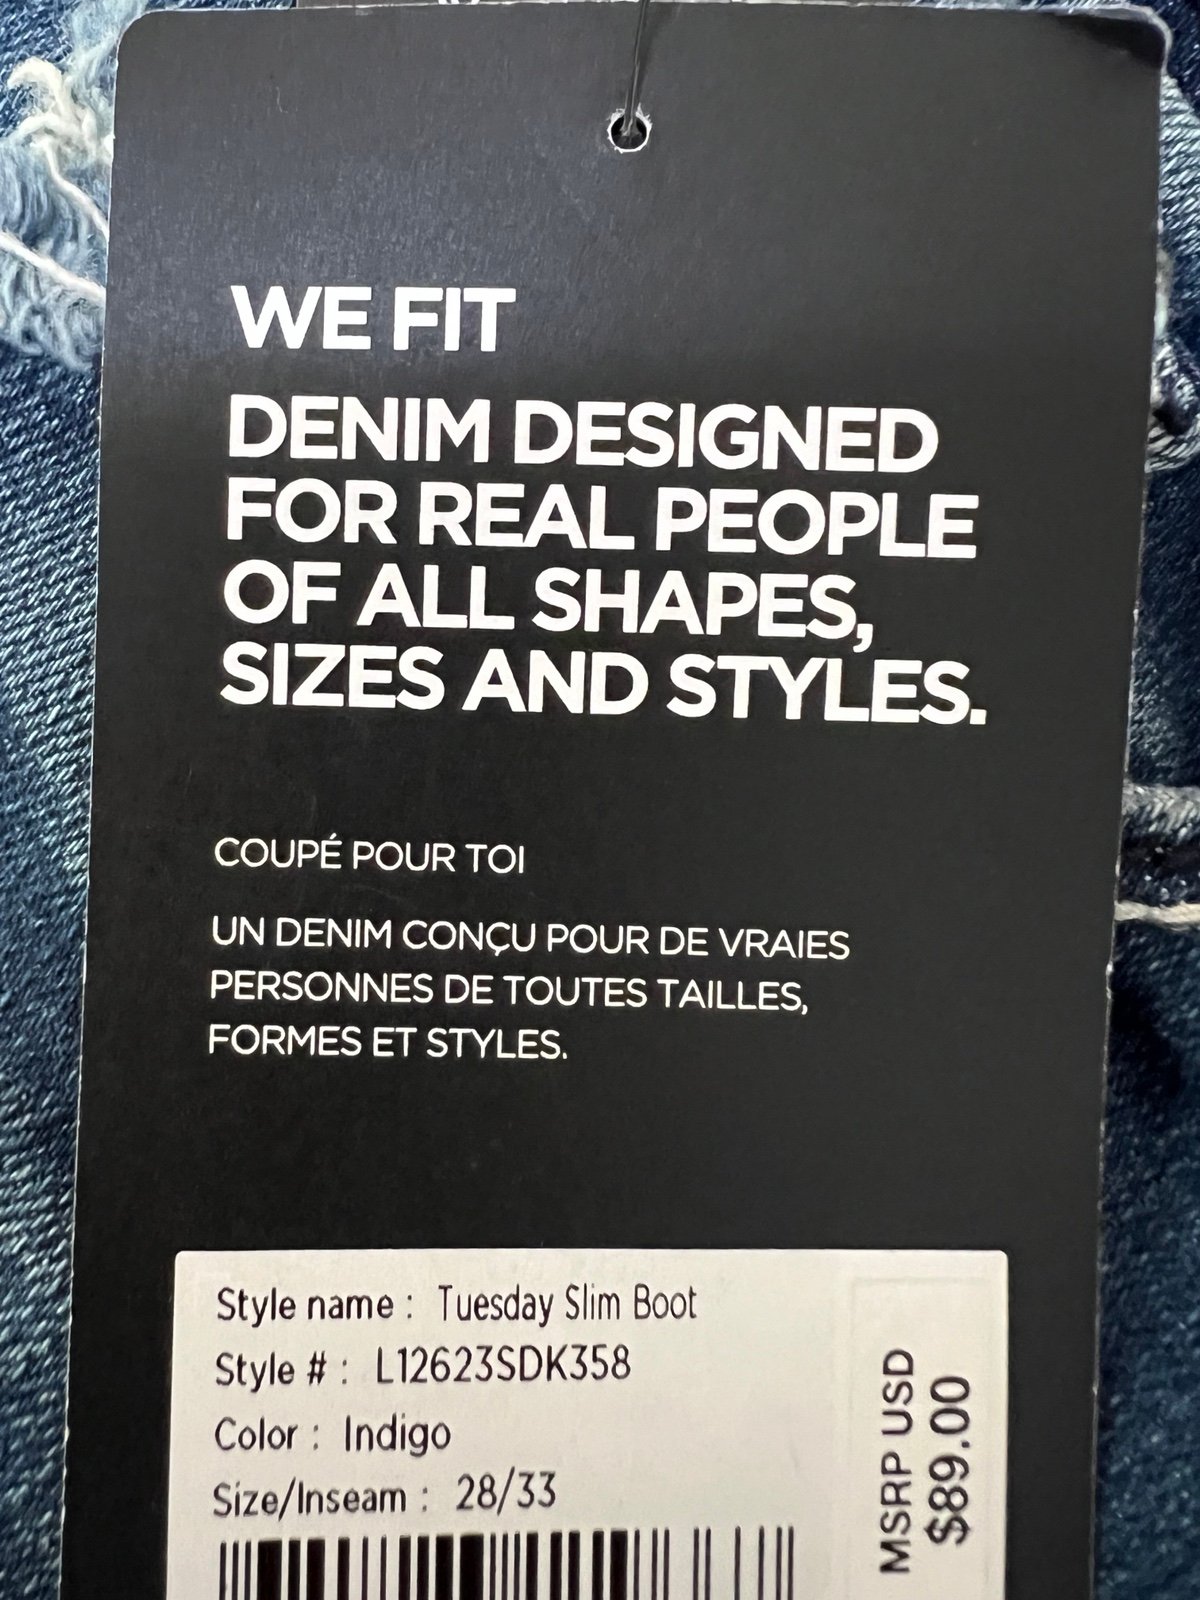 WE FIT
DENIM DESIGNED
FOR REAL PEOPLE
OF ALL SHAPES,
SIZES AND STYLES.
COUPÉ POUR TOI
UN DENIM CONÇU POUR DE VRAIES
PERSONNES DE TOUTES TAILLES,
FORMES ET STYLES.
Style name : Tuesday Slim Boot
Style # : L12623SDK358
Color : Indigo
Size/Inseam : 28/33
MSRP USD
$89.00